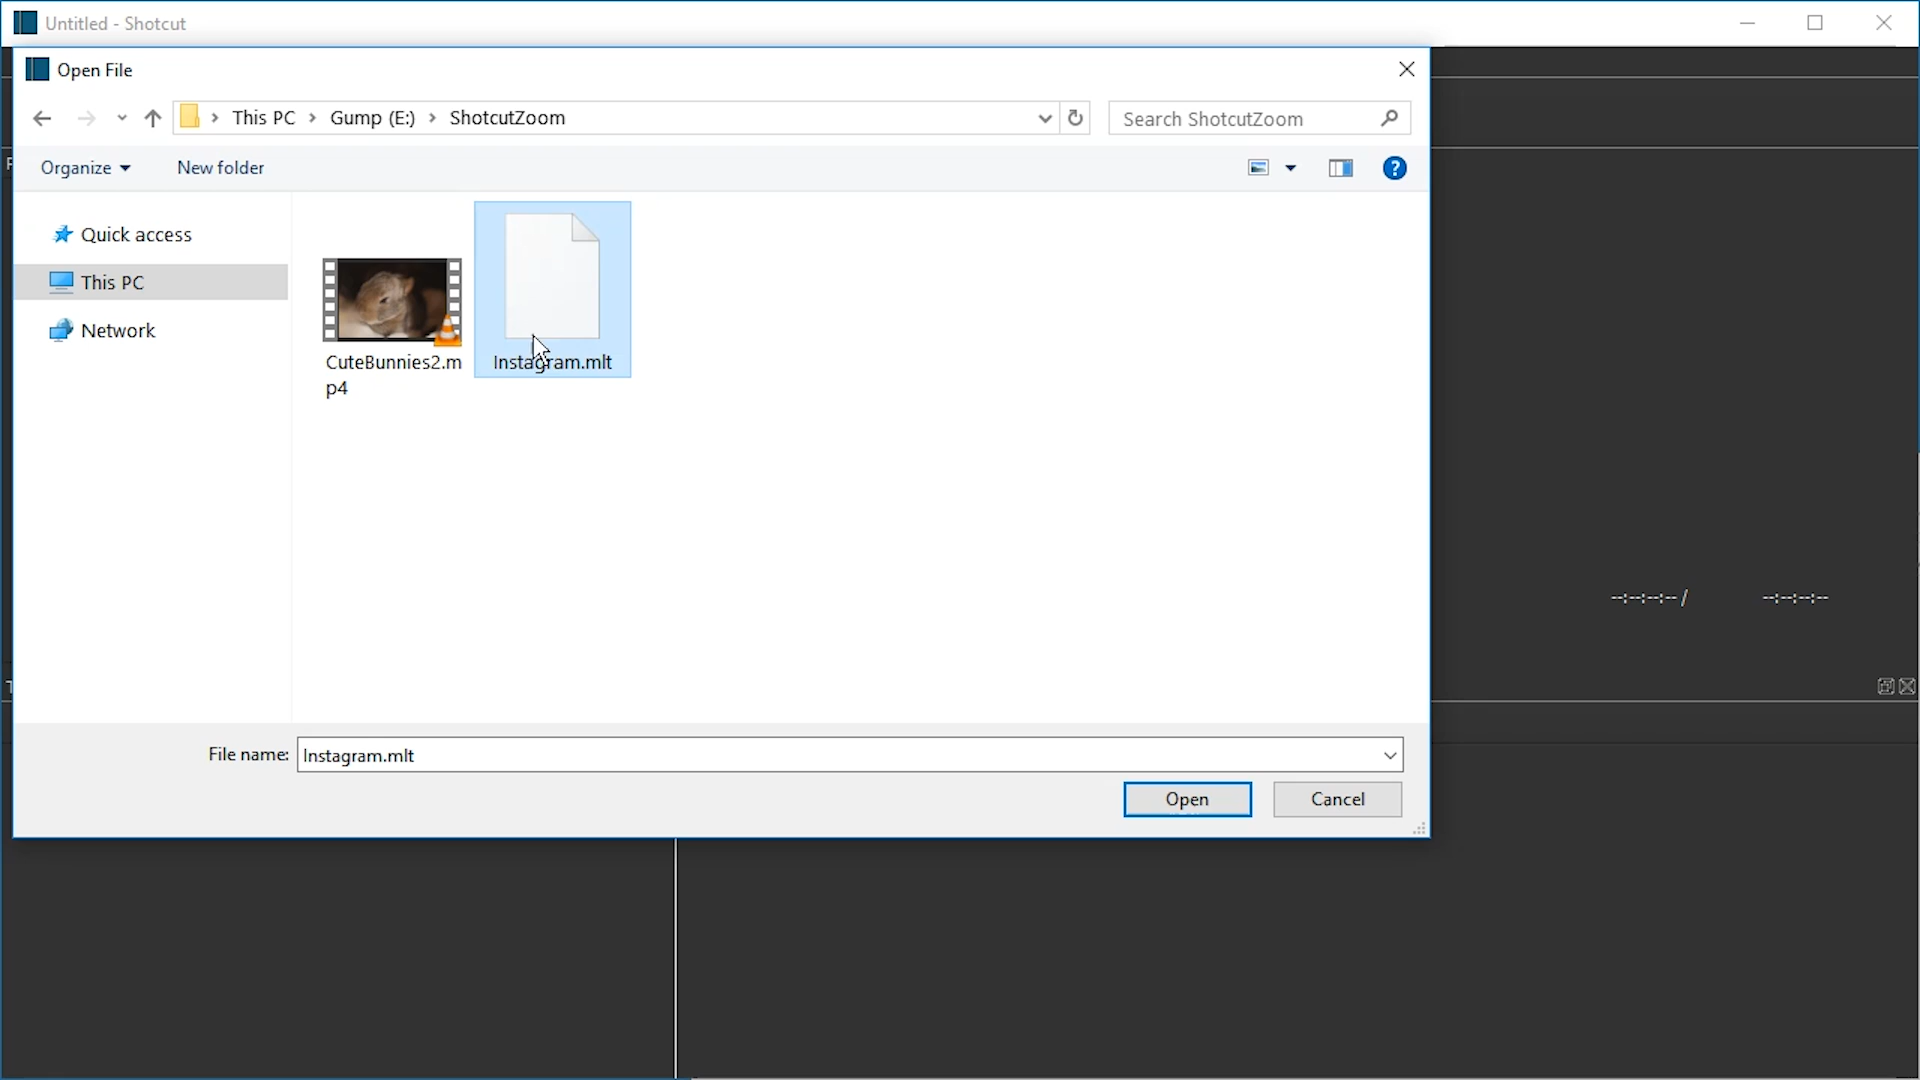 Untitled - Shotcut
Open File
This PC
Gump (E:)
ShotcutZoom
Search ShotcutZoom
Organize
New folder
Quick access
This PC
Network
CuteBunnies2.m
p4
Instagram.mlt
--:--:--:-- / --:--:--:--
File name: Instagram.mlt
Open
Cancel